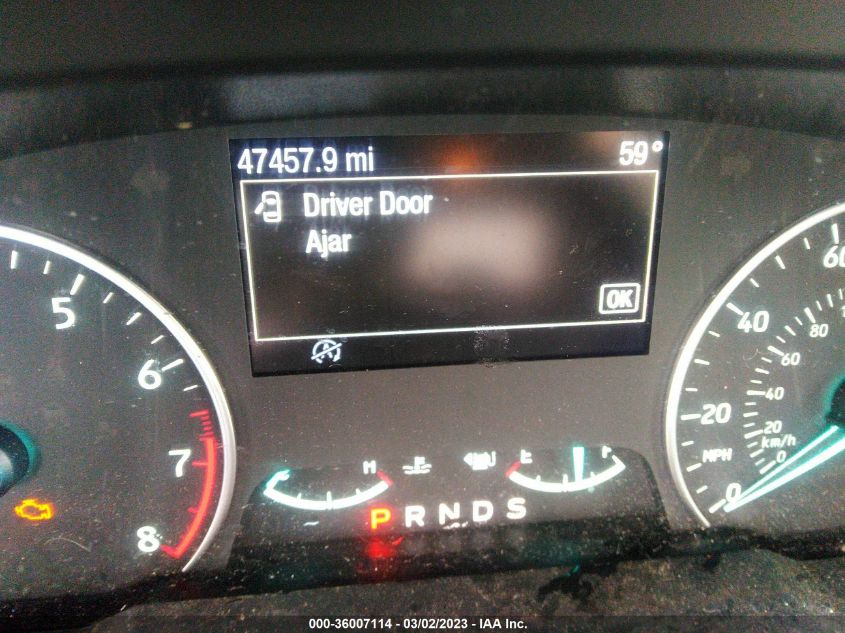 47457.9 mi 59°
Driver Door
Ajar
OK
5
6
7
8
H
E F
P R N D S
60
40
20
MPH
0
80
60
40
20
km/h
0
000-36007114 - 03/02/2023 - IAA Inc.